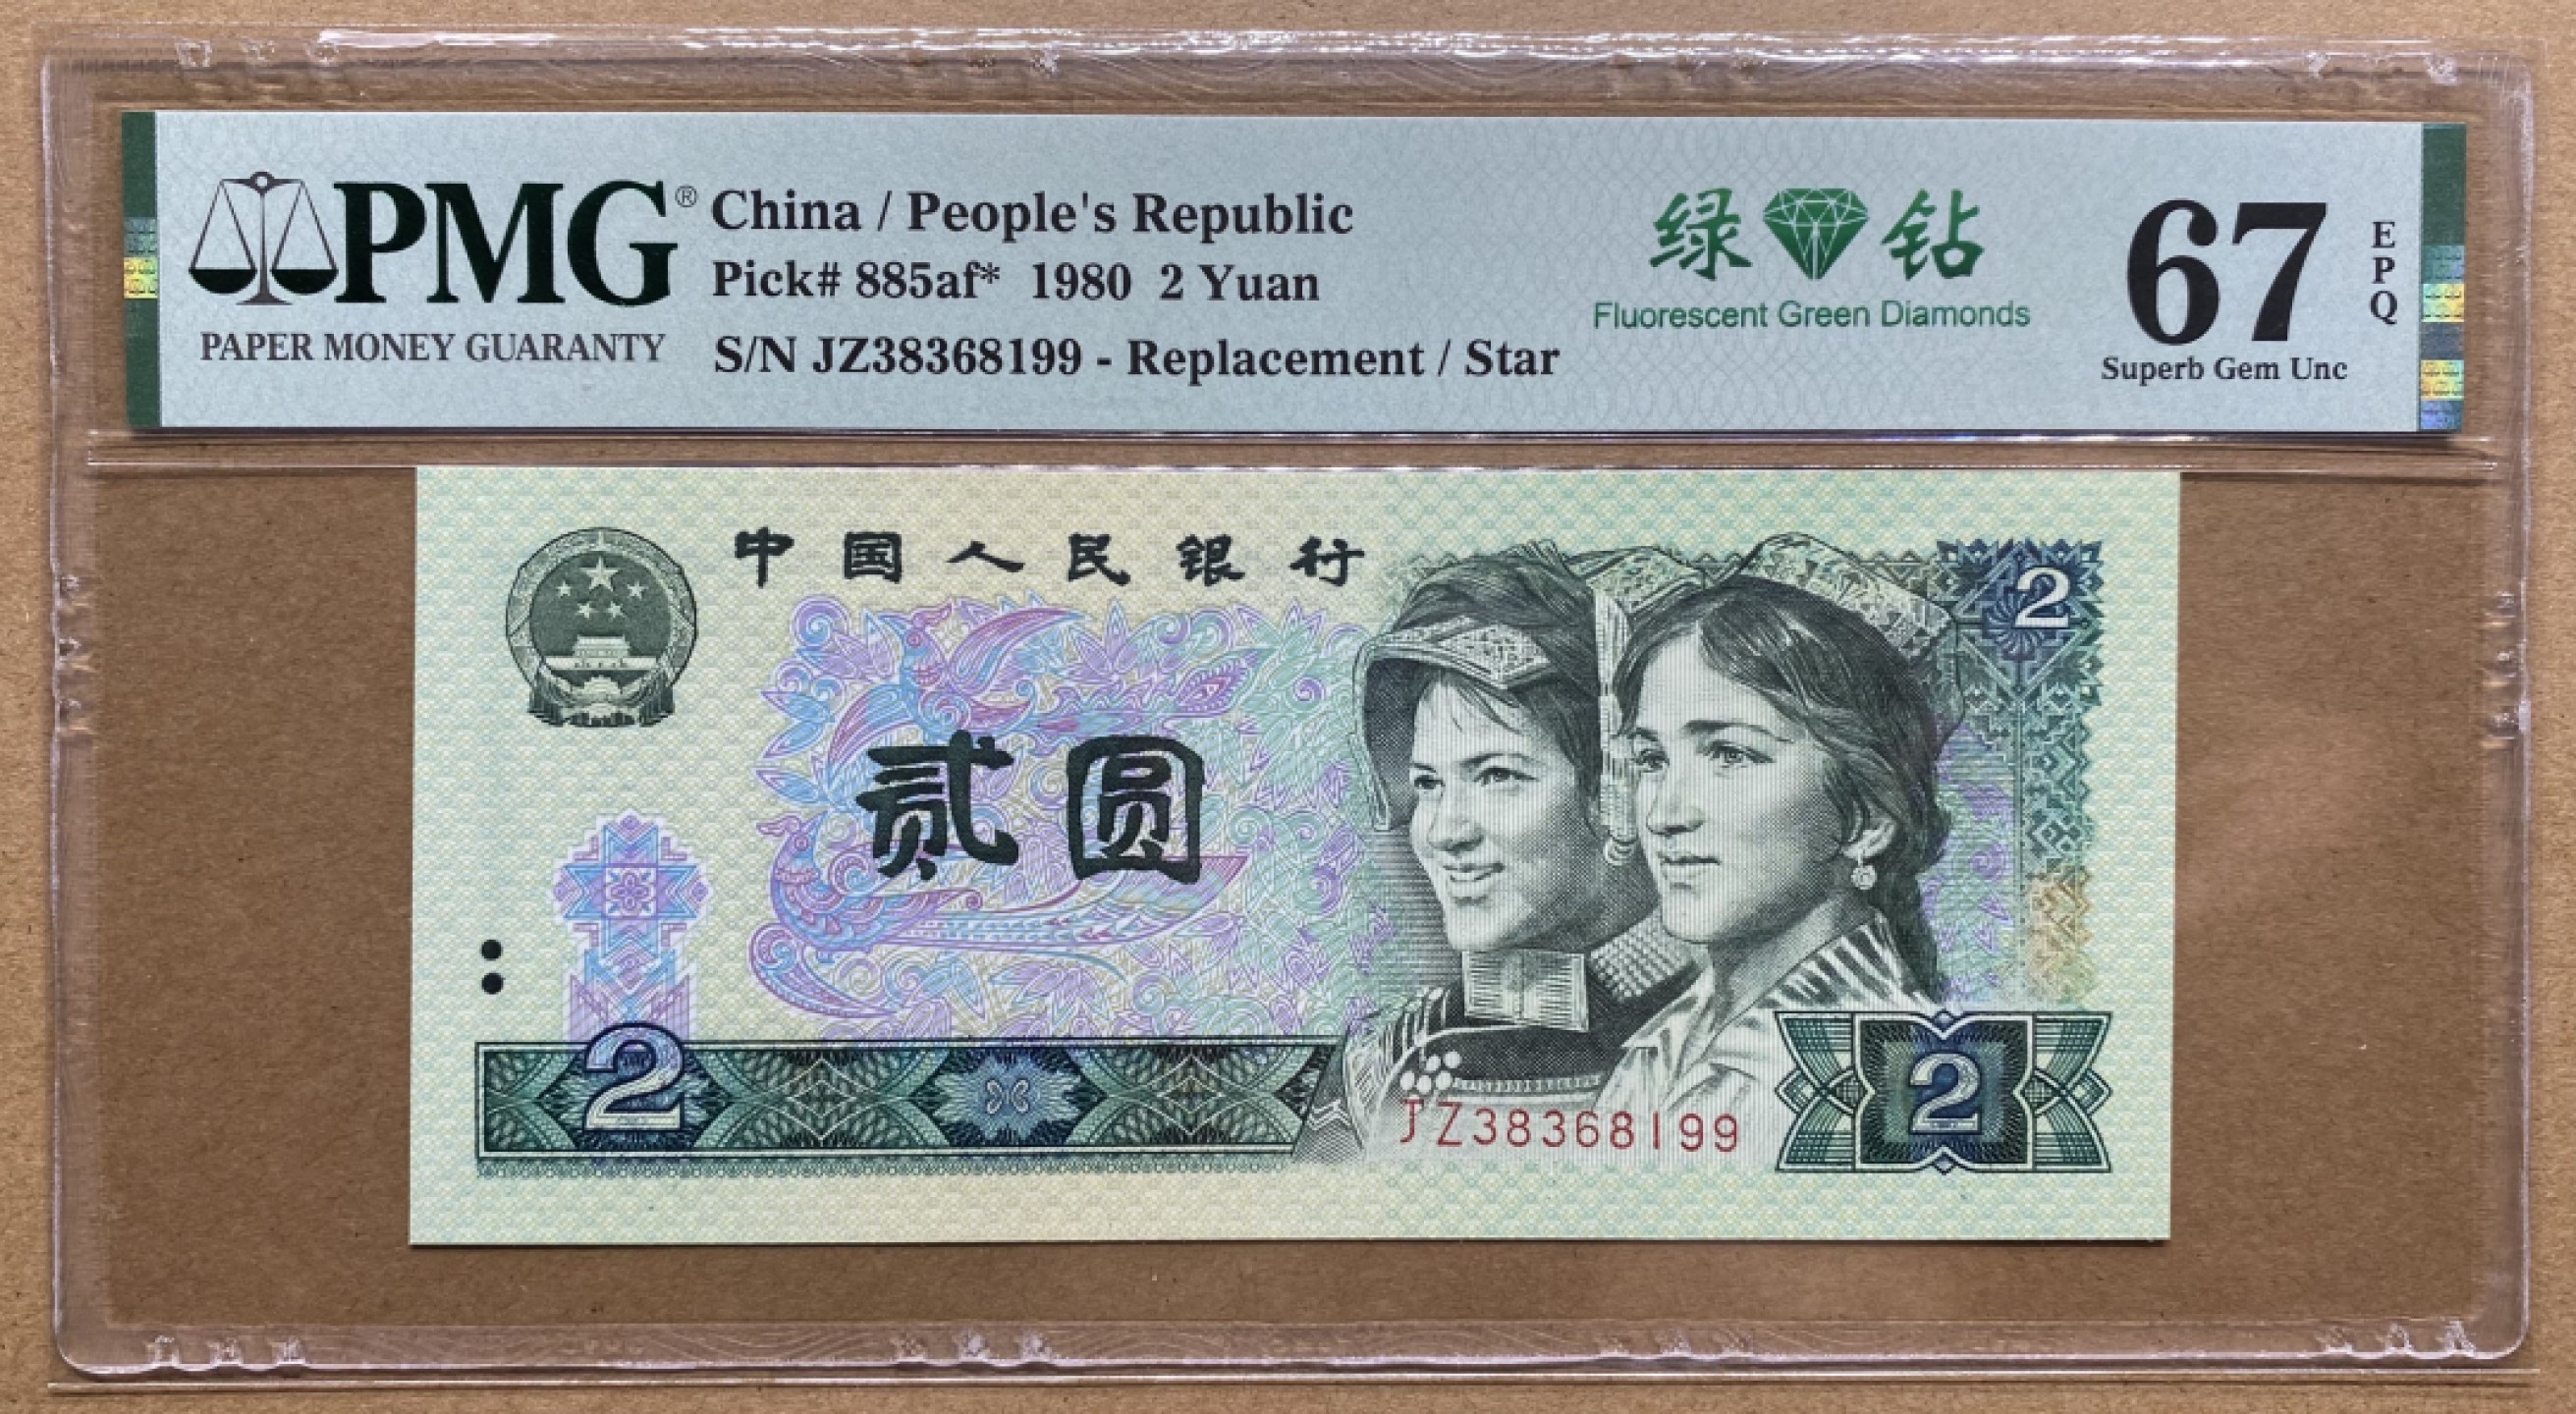 PMG®
PAPER MONEY GUARANTY
China / People's Republic
Pick# 885af* 1980 2 Yuan
S/N JZ38368199 - Replacement / Star
绿 钻
Fluorescent Green Diamonds
67
EPQ
Superb Gem Unc
中国人民银行
2
贰圆
2
JZ38368199
2